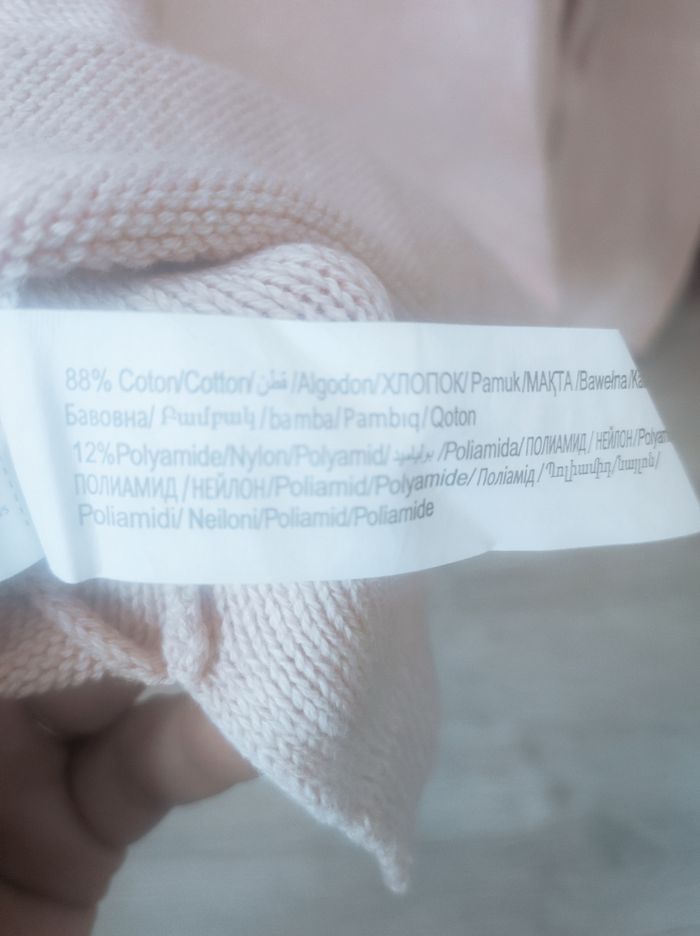 88% Coton/Cotton/قطن/Algodon/ХЛОПОК/Pamuk/МАҚТА/Bawełna/
Бавовна/Բամբակ/bamba/Pambıq/Qoton
12%Polyamide/Nylon/Polyamid/ /Poliamida/ПОЛИАМИД/НЕЙЛОН/
ПОЛИАМИД/НЕЙЛОН/Poliamid/Polyamide/Поліамід/Պոլիամիդ/նայլոն/
Poliamidi/Neiloni/Poliamid/Poliamide